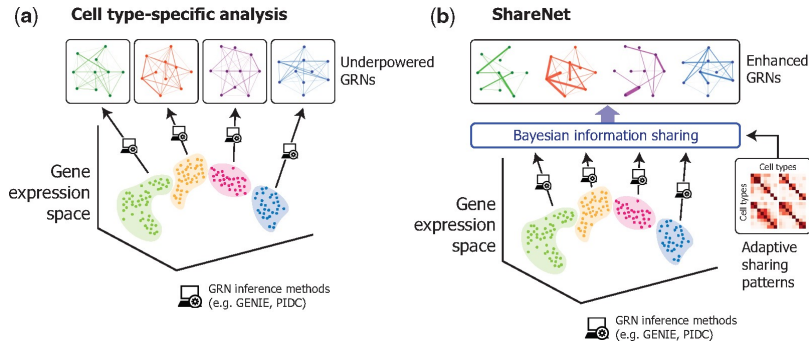 (a) Cell type-specific analysis
Underpowered
GRNs
Gene
expression
space
GRN inference methods
(e.g. GENIE, PIDC)
(b) ShareNet
Enhanced
GRNs
Bayesian information sharing
Cell types
Cell types
Gene
expression
space
Adaptive
sharing
patterns
GRN inference methods
(e.g. GENIE, PIDC)